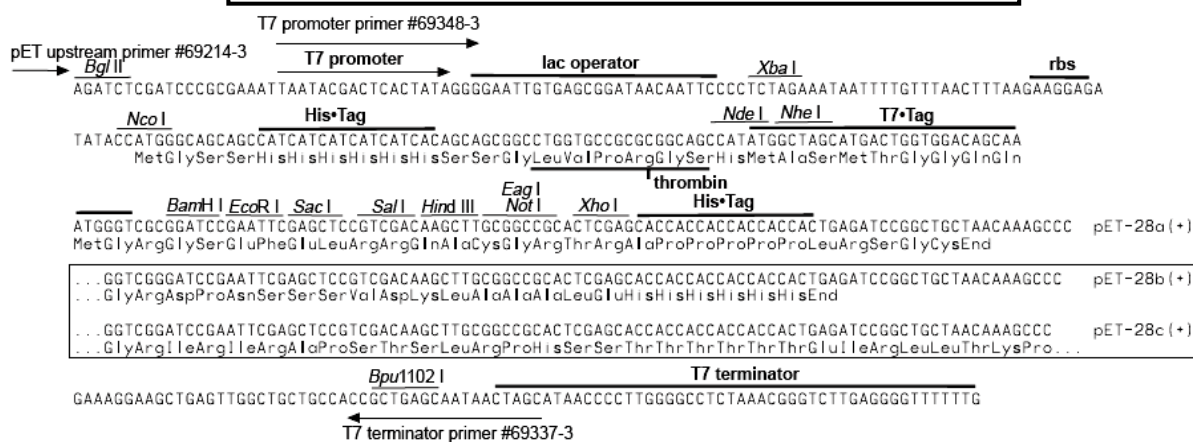 T7 promoter primer #69348-3
pET upstream primer #69214-3
Bgl II
T7 promoter
lac operator
Xba I
rbs
AGATCTCGATCCCGCGAAATTAATACGACTCACTATAGGGGAATTGTGAGCGGATAACAATTCCCCTCTAGAAATAATTTTGTTTAACTTTAAGAAGGAGA
Nco I
His•Tag
Nde I
Nhe I
T7•Tag
TATACCATGGGCAGCAGCCATCATCATCATCATCACAGCAGCGGCCTGGTGCCGCGCGGCAGCCATATGGCTAGCATGACTGGTGGACAGCAA
MetGlySerSerHisHisHisHisHisHisSerSerGlyLeuValProArgGlySerHisMetAlaSerMetThrGlyGlyGlnGln
thrombin
BamH I
EcoR I
Sac I
Sal I
Hind III
Eag I
Not I
Xho I
His•Tag
ATGGGTCGCGGATCCGAATTCGAGCTCCGTCGACAAGCTTGCGGCCGCACTCGAGCACCACCACCACCACCACTGAGATCCGGCTGCTAACAAAGCCC pET-28a(+)
MetGlyArgGlySerGluPheGluLeuArgArgGlnAlaCysGlyArgThrArgAlaProProProProProLeuArgSerGlyCysEnd
...GGTCGGGATCCGAATTCGAGCTCCGTCGACAAGCTTGCGGCCGCACTCGAGCACCACCACCACCACCACTGAGATCCGGCTGCTAACAAAGCCC pET-28b(+)
...GlyArgAspProAsnSerSerSerValAspLysLeuAlaAlaAlaLeuGluHisHisHisHisHisHisEnd
...GGTCGGATCCGAATTCGAGCTCCGTCGACAAGCTTGCGGCCGCACTCGAGCACCACCACCACCACCACTGAGATCCGGCTGCTAACAAAGCCC pET-28c(+)
...GlyArgIleArgIleArgAlaProSerThrSerLeuArgProHisSerSerThrThrThrThrThrThrGluIleArgLeuLeuThrLysPro...
Bpu1102 I
T7 terminator
GAAAGGAAGCTGAGTTGGCTGCTGCCACCGCTGAGCAATAACTAGCATAACCCCTTGGGGCCTCTAAACGGGTCTTGAGGGGTTTTTTG
T7 terminator primer #69337-3